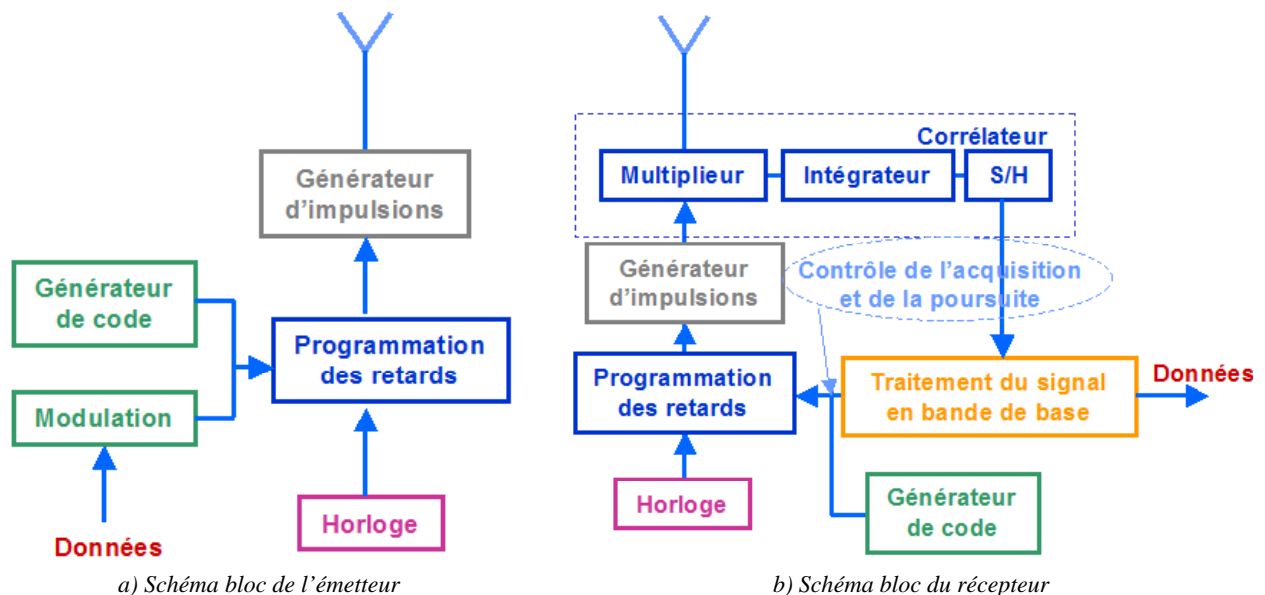 Générateur
d’impulsions
Générateur
de code
Programmation
des retards
Modulation
Horloge
Données
a) Schéma bloc de l’émetteur
Corrélateur
Multiplieur
Intégrateur
S/H
Générateur
d’impulsions
Contrôle de l’acquisition
et de la poursuite
Programmation
des retards
Traitement du signal
en bande de base
Données
Horloge
Générateur
de code
b) Schéma bloc du récepteur